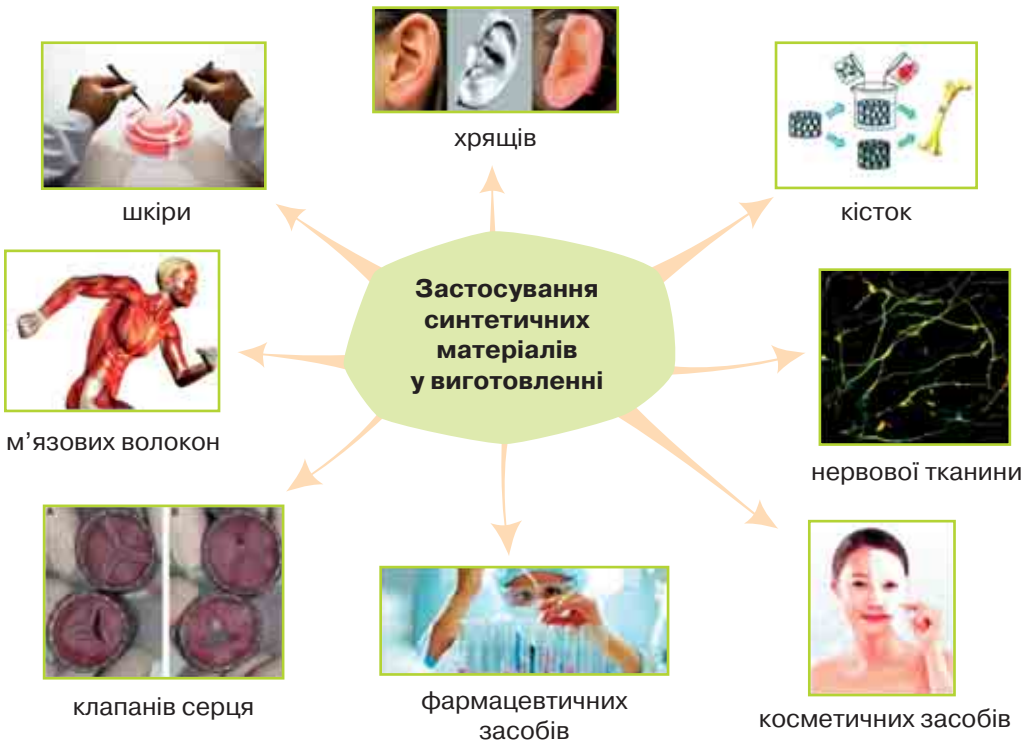 хрящів
шкіри
кісток
Застосування
синтетичних
матеріалів
у виготовленні
м’язових волокон
нервової тканини
клапанів серця
фармацевтичних
засобів
косметичних засобів